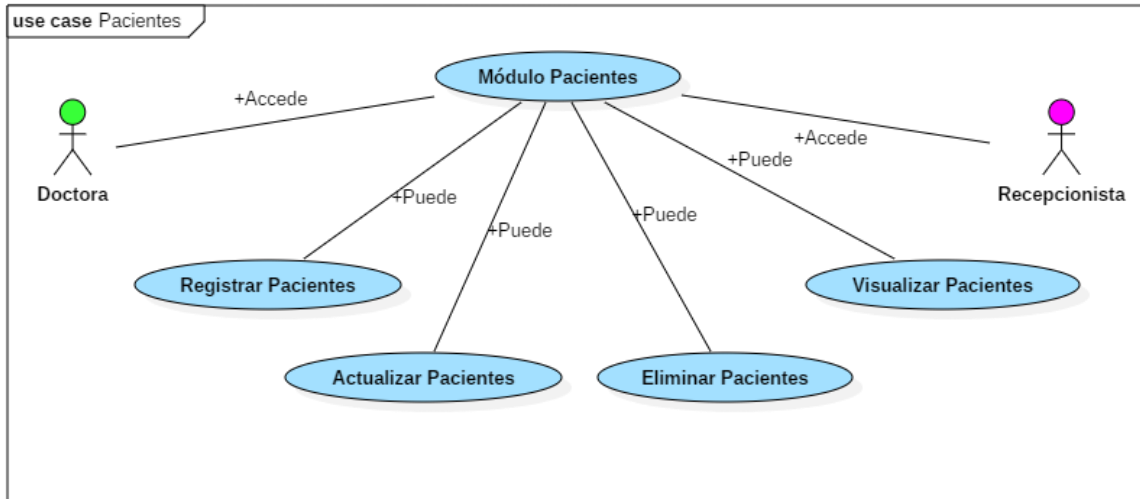 use case Pacientes
Módulo Pacientes
+Accede
+Accede
+Puede
Doctora
Recepcionista
+Puede
+Puede
+Puede
Registrar Pacientes
Visualizar Pacientes
Actualizar Pacientes
Eliminar Pacientes